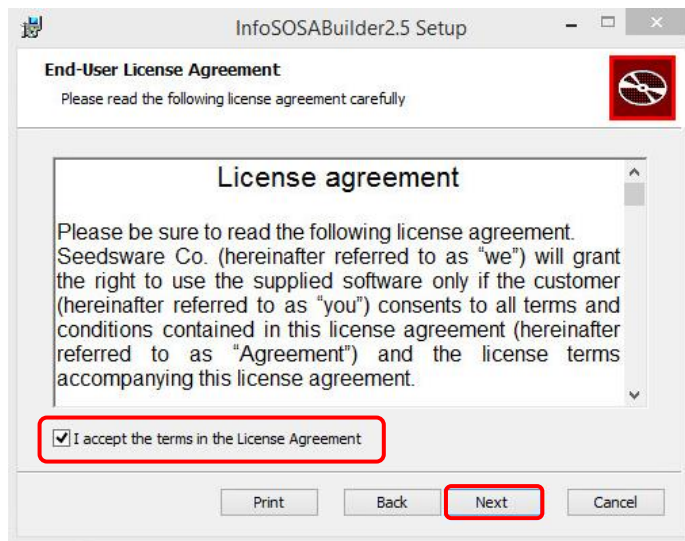 InfoSOSABuilder2.5 Setup
End-User License Agreement
Please read the following license agreement carefully
License agreement
Please be sure to read the following license agreement.
Seedsware Co. (hereinafter referred to as “we”) will grant
the right to use the supplied software only if the customer
(hereinafter referred to as “you”) consents to all terms and
conditions contained in this license agreement (hereinafter
referred to as “Agreement”) and the license terms
accompanying this license agreement.
I accept the terms in the License Agreement
Print Back Next Cancel